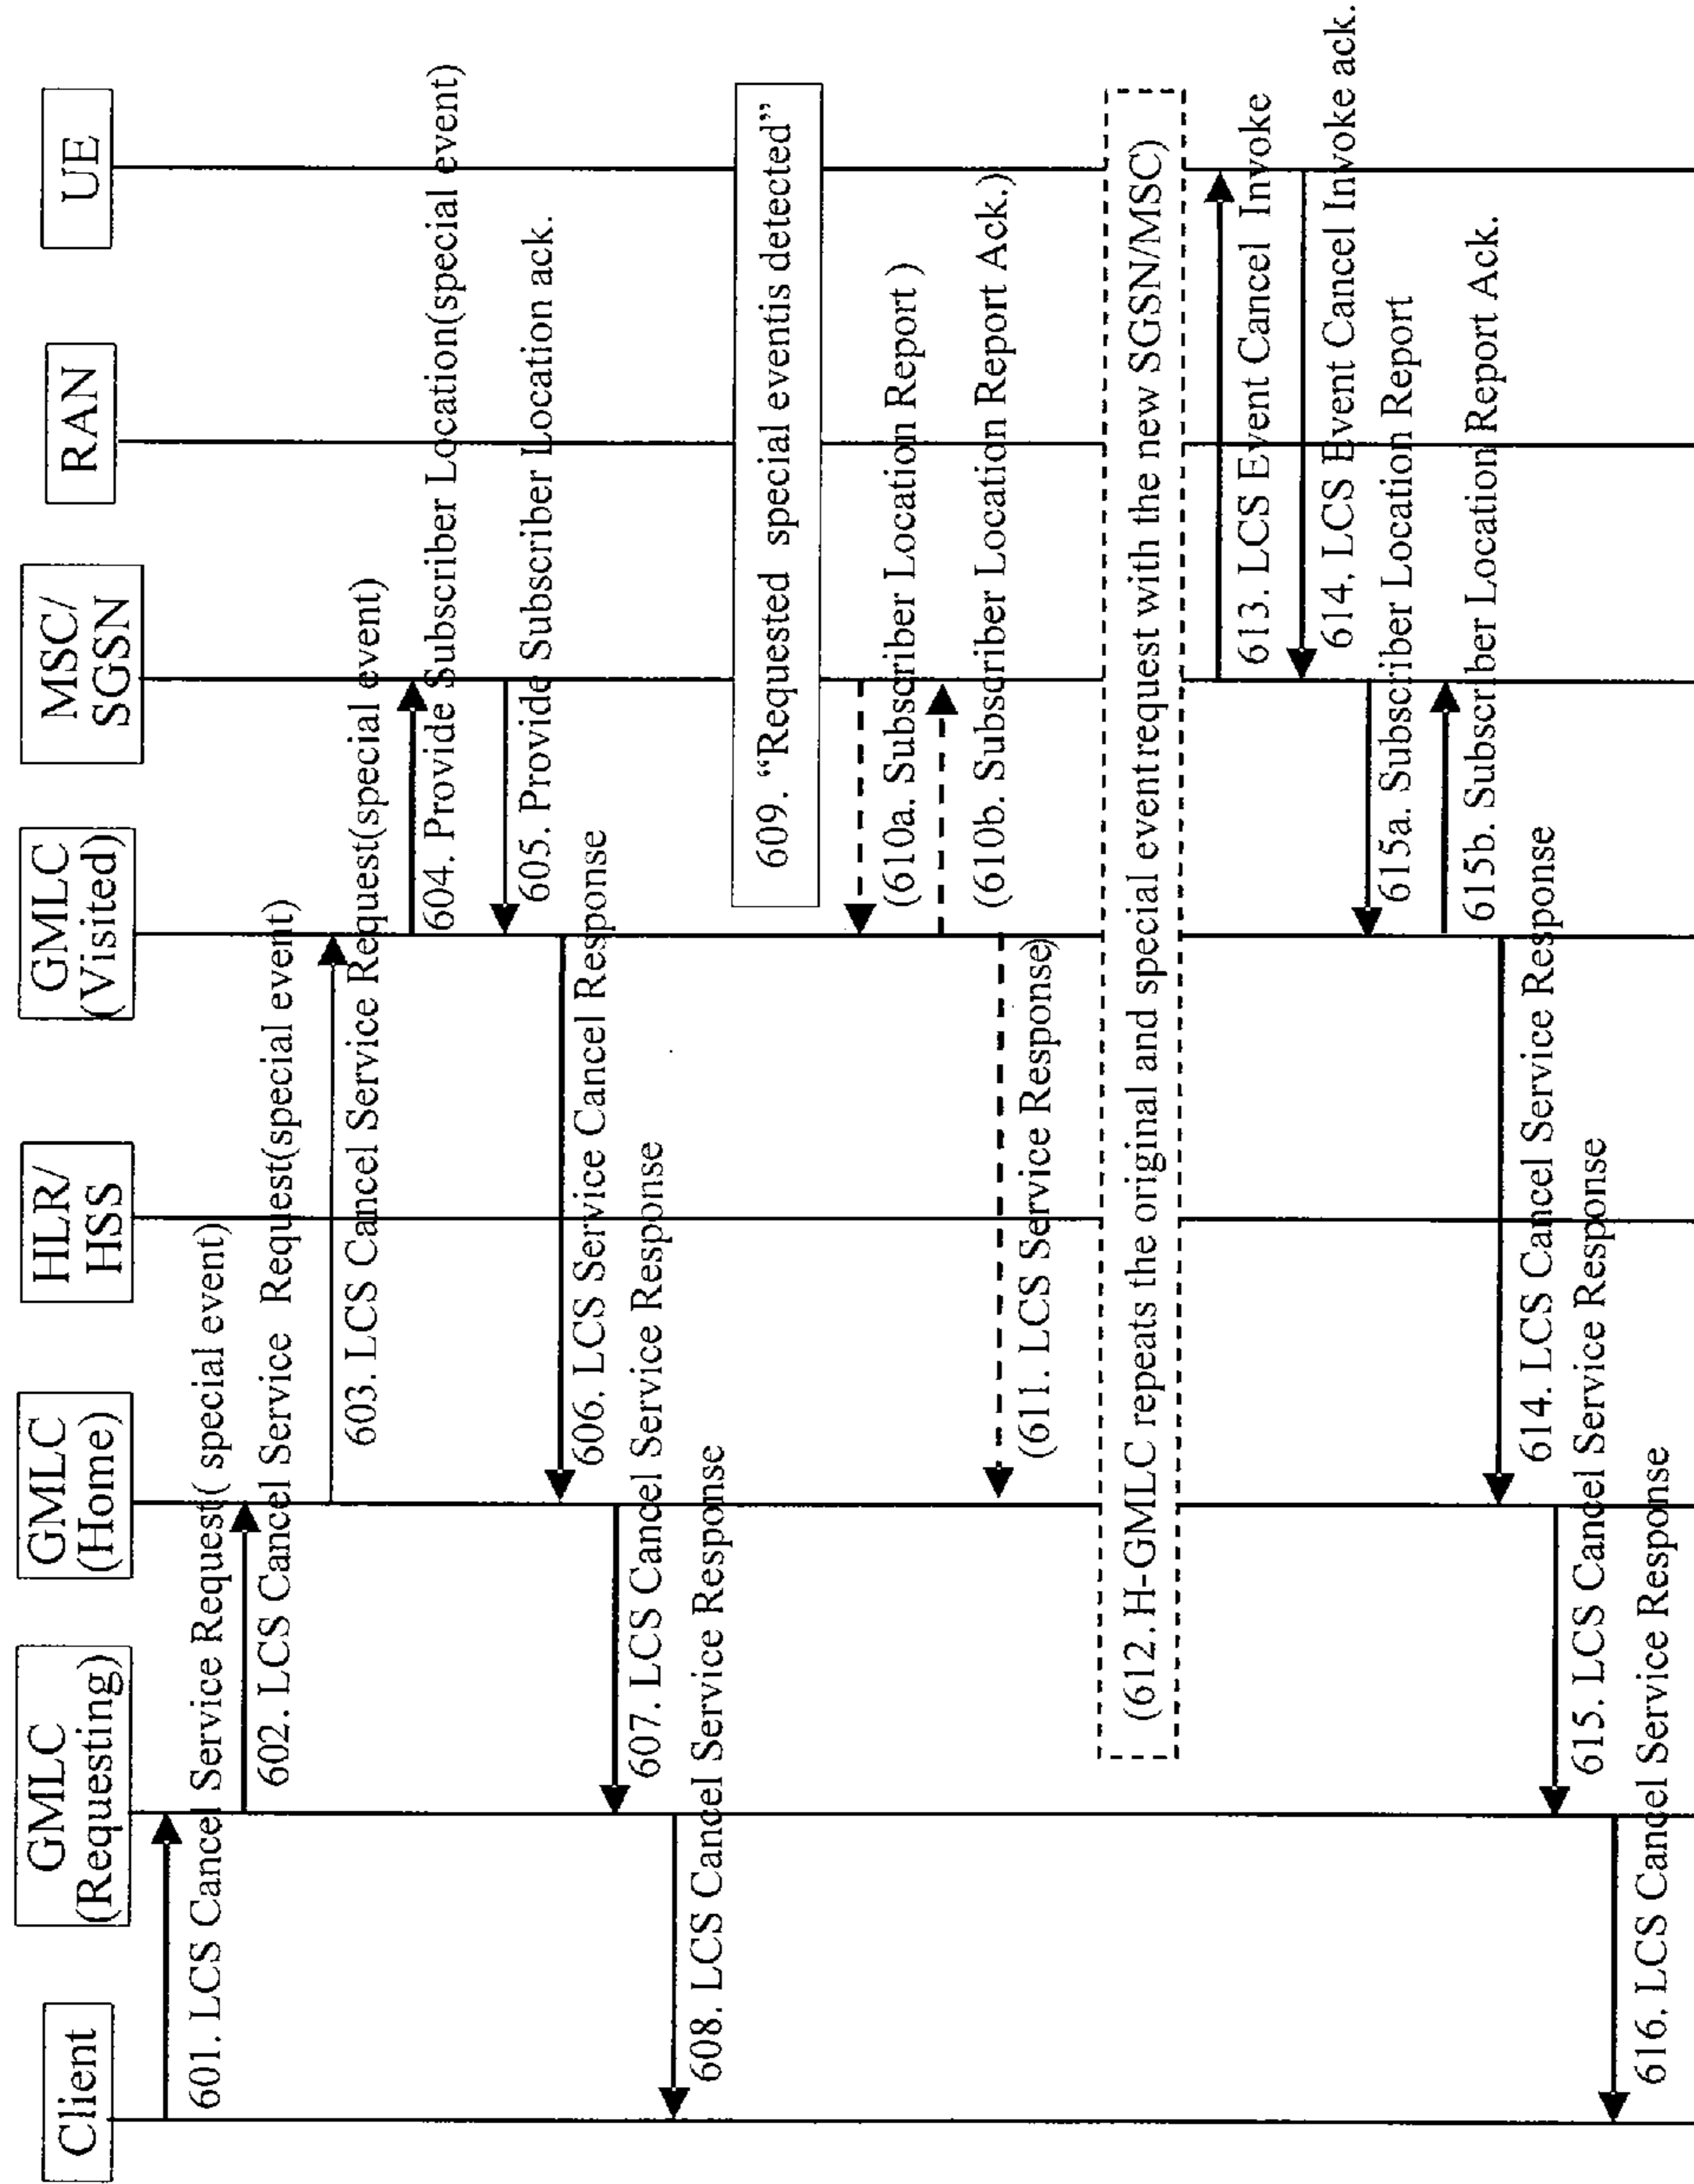 Client
GMLC
(Requesting)
GMLC
(Home)
HLR/
HSS
GMLC
(Visited)
MSC/
SGSN
RAN
UE
601. LCS Cancel Service Request( special event)
602. LCS Cancel Service Request(special event)
603. LCS Cancel Service Request(special event)
604. Provide Subscriber Location(special event)
605. Provide Subscriber Location ack.
606. LCS Service Cancel Response
607. LCS Cancel Service Response
608. LCS Cancel Service Response
609. “Requested special eventis detected”
(610a. Subscriber Location Report )
(610b. Subscriber Location Report Ack.)
(611. LCS Service Response)
(612.H-GMLC repeats the original and special eventrequest with the new SGSN/MSC)
613. LCS Event Cancel Invoke
614. LCS Event Cancel Invoke ack.
615a. Subscriber Location Report
615b. Subscriber Location Report Ack.
614. LCS Cancel Service Response
615. LCS Cancel Service Response
616. LCS Cancel Service Response